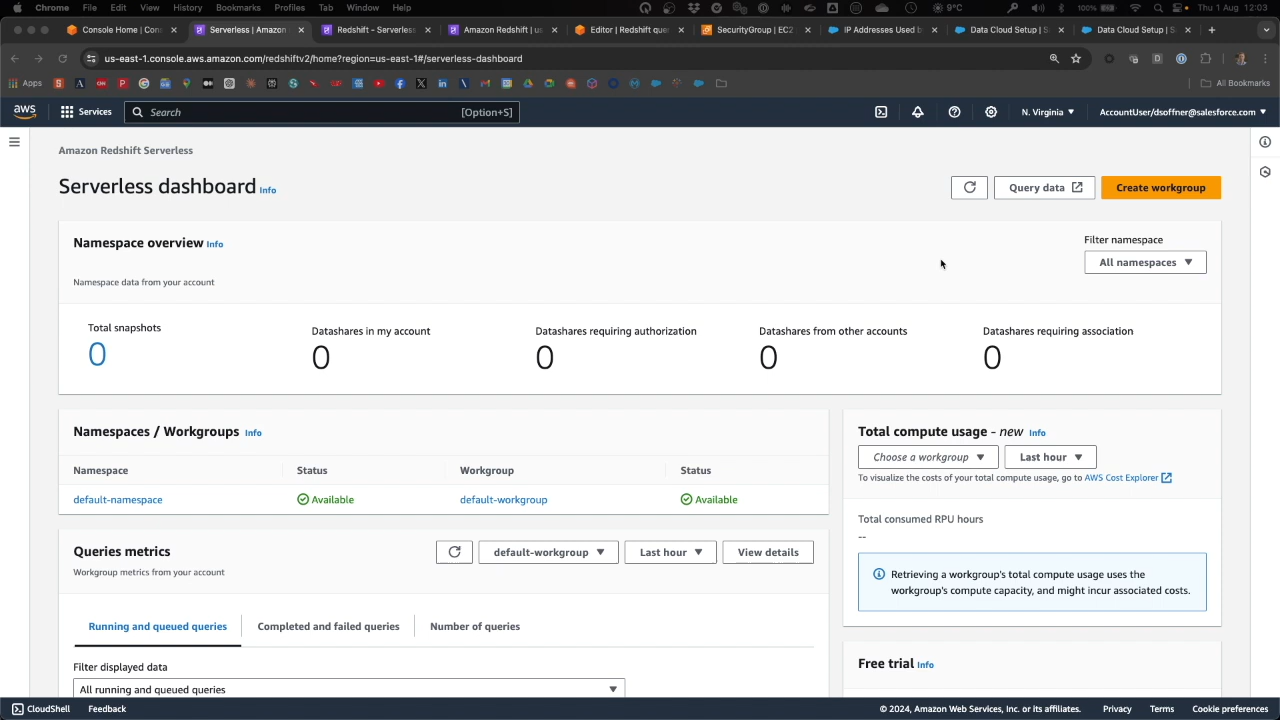 Chrome File Edit View History Bookmarks Profiles Tab Window Help 9°C 100% Thu 1 Aug 12:03
Console Home | Con Serverless | Amazon Redshift - Serverless Amazon Redshift | us Editor | Redshift que SecurityGroup | EC2 IP Addresses Used b Data Cloud Setup | S Data Cloud Setup | S
us-east-1.console.aws.amazon.com/redshiftv2/home?region=us-east-1#/serverless-dashboard
Apps All Bookmarks
aws Services Search [Option+S] N. Virginia ▼ AccountUser/dsoffner@salesforce.com ▼
Amazon Redshift Serverless
Serverless dashboard Info
Query data Create workgroup
Namespace overview Info
Filter namespace
All namespaces ▼
Namespace data from your account
Total snapshots Datashares in my account Datashares requiring authorization Datashares from other accounts Datashares requiring association
0 0 0 0 0
Namespaces / Workgroups Info
Namespace Status Workgroup Status
default-namespace Available default-workgroup Available
Total compute usage - new Info
Choose a workgroup ▼ Last hour ▼
To visualize the costs of your total compute usage, go to AWS Cost Explorer
Total consumed RPU hours
--
Retrieving a workgroup's total compute usage uses the
workgroup's compute capacity, and might incur associated costs.
Queries metrics
default-workgroup ▼ Last hour ▼ View details
Workgroup metrics from your account
Running and queued queries Completed and failed queries Number of queries
Filter displayed data
All running and queued queries ▼
Free trial Info
CloudShell Feedback © 2024, Amazon Web Services, Inc. or its affiliates. Privacy Terms Cookie preferences